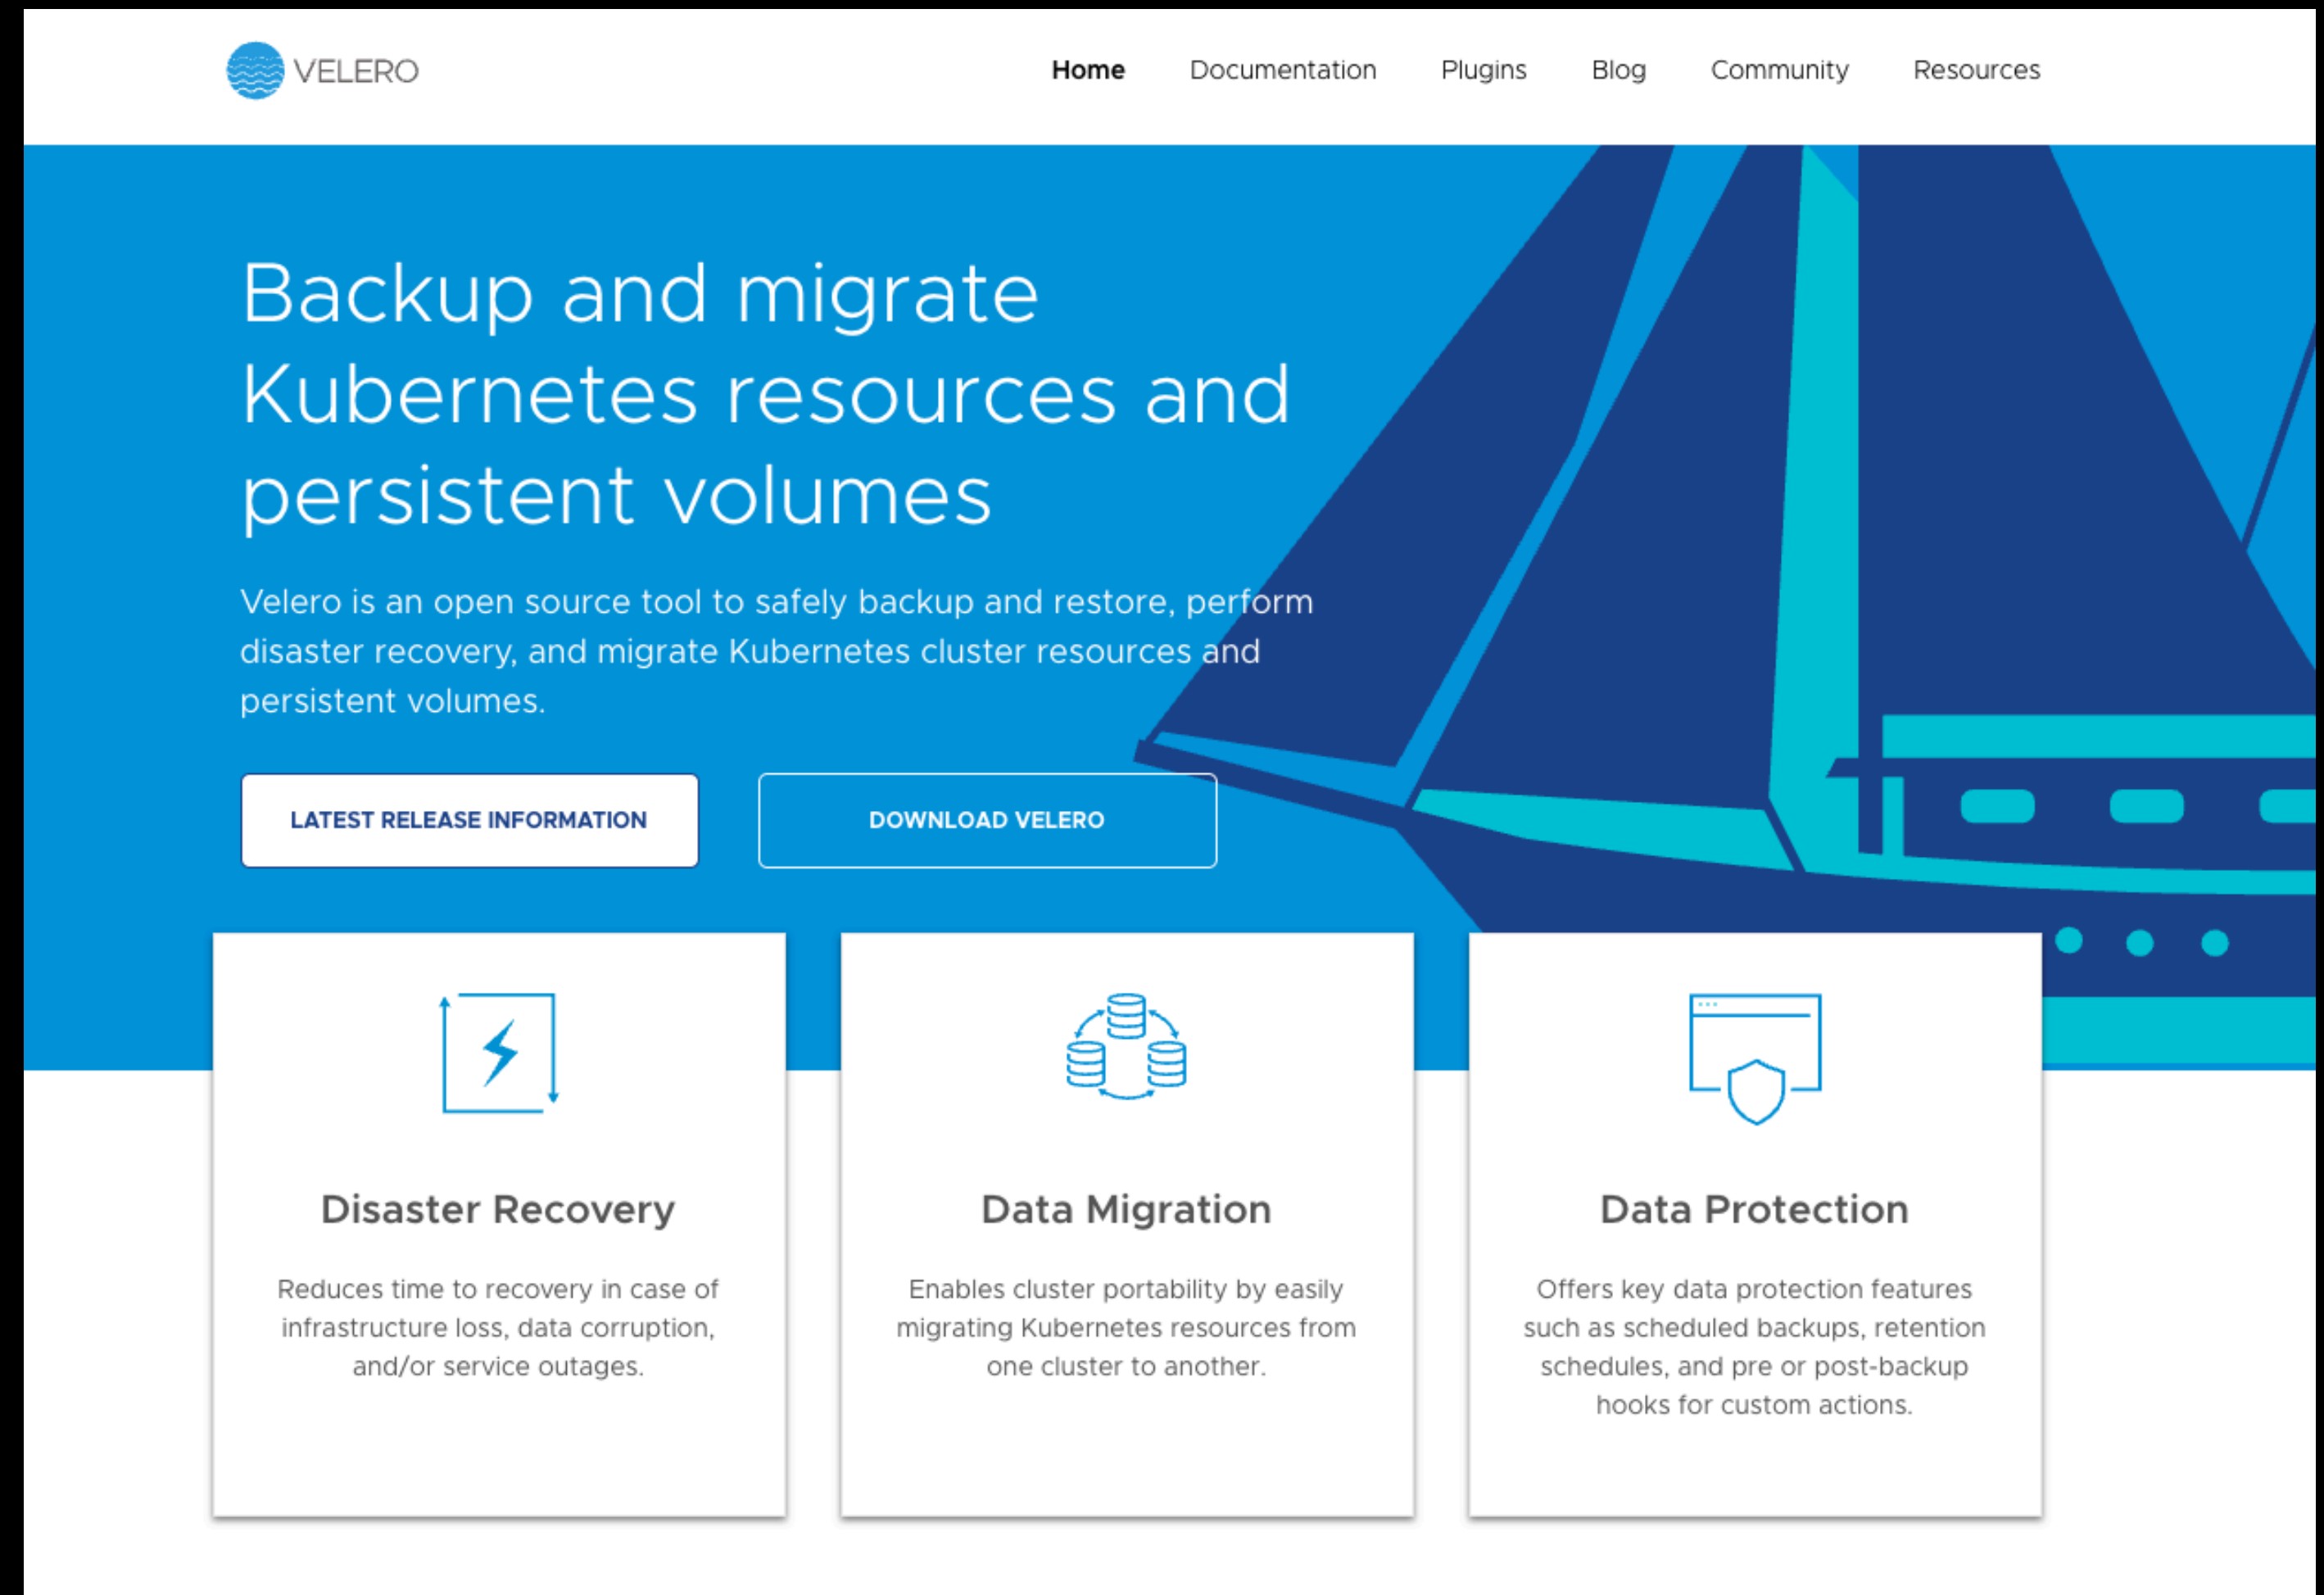 VELERO
Home Documentation Plugins Blog Community Resources
Backup and migrate
Kubernetes resources and
persistent volumes
Velero is an open source tool to safely backup and restore, perform
disaster recovery, and migrate Kubernetes cluster resources and
persistent volumes.
LATEST RELEASE INFORMATION
DOWNLOAD VELERO
Disaster Recovery
Reduces time to recovery in case of
infrastructure loss, data corruption,
and/or service outages.
Data Migration
Enables cluster portability by easily
migrating Kubernetes resources from
one cluster to another.
Data Protection
Offers key data protection features
such as scheduled backups, retention
schedules, and pre or post-backup
hooks for custom actions.